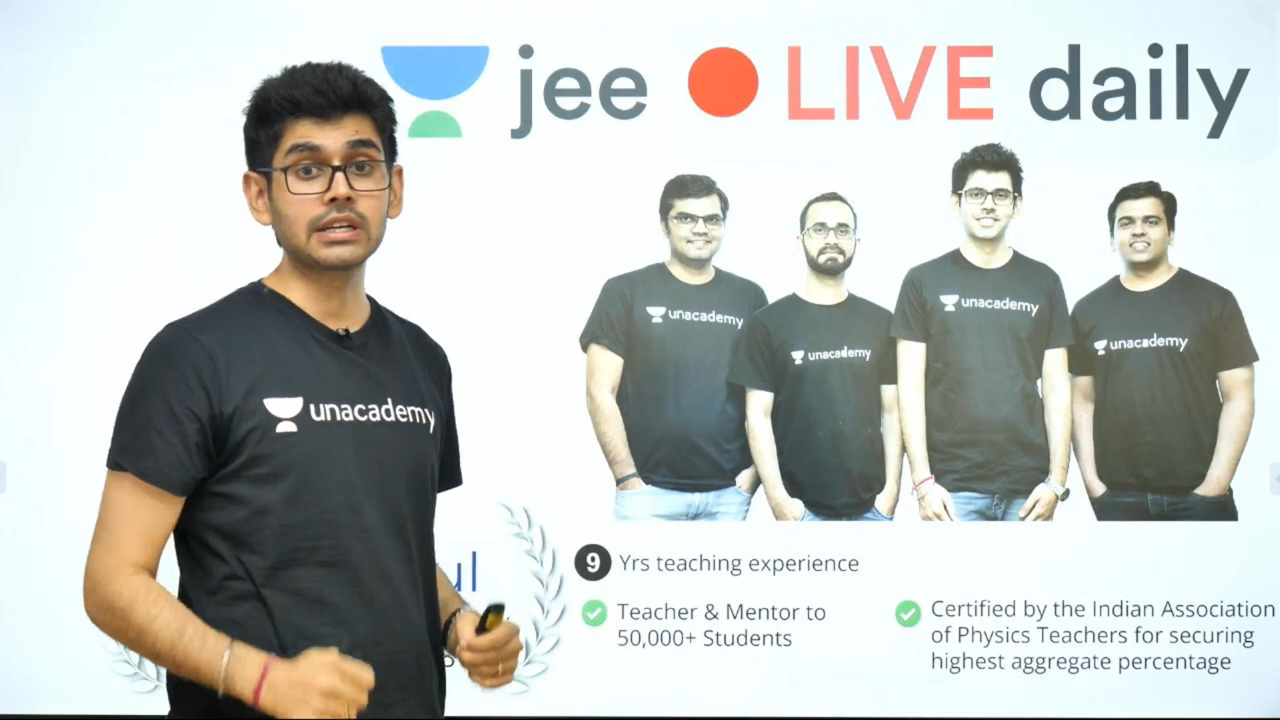 jee LIVE daily
unacademy
unacademy
unacademy
unacademy
unacademy
9 Yrs teaching experience
Teacher & Mentor to
50,000+ Students
Certified by the Indian Association
of Physics Teachers for securing
highest aggregate percentage